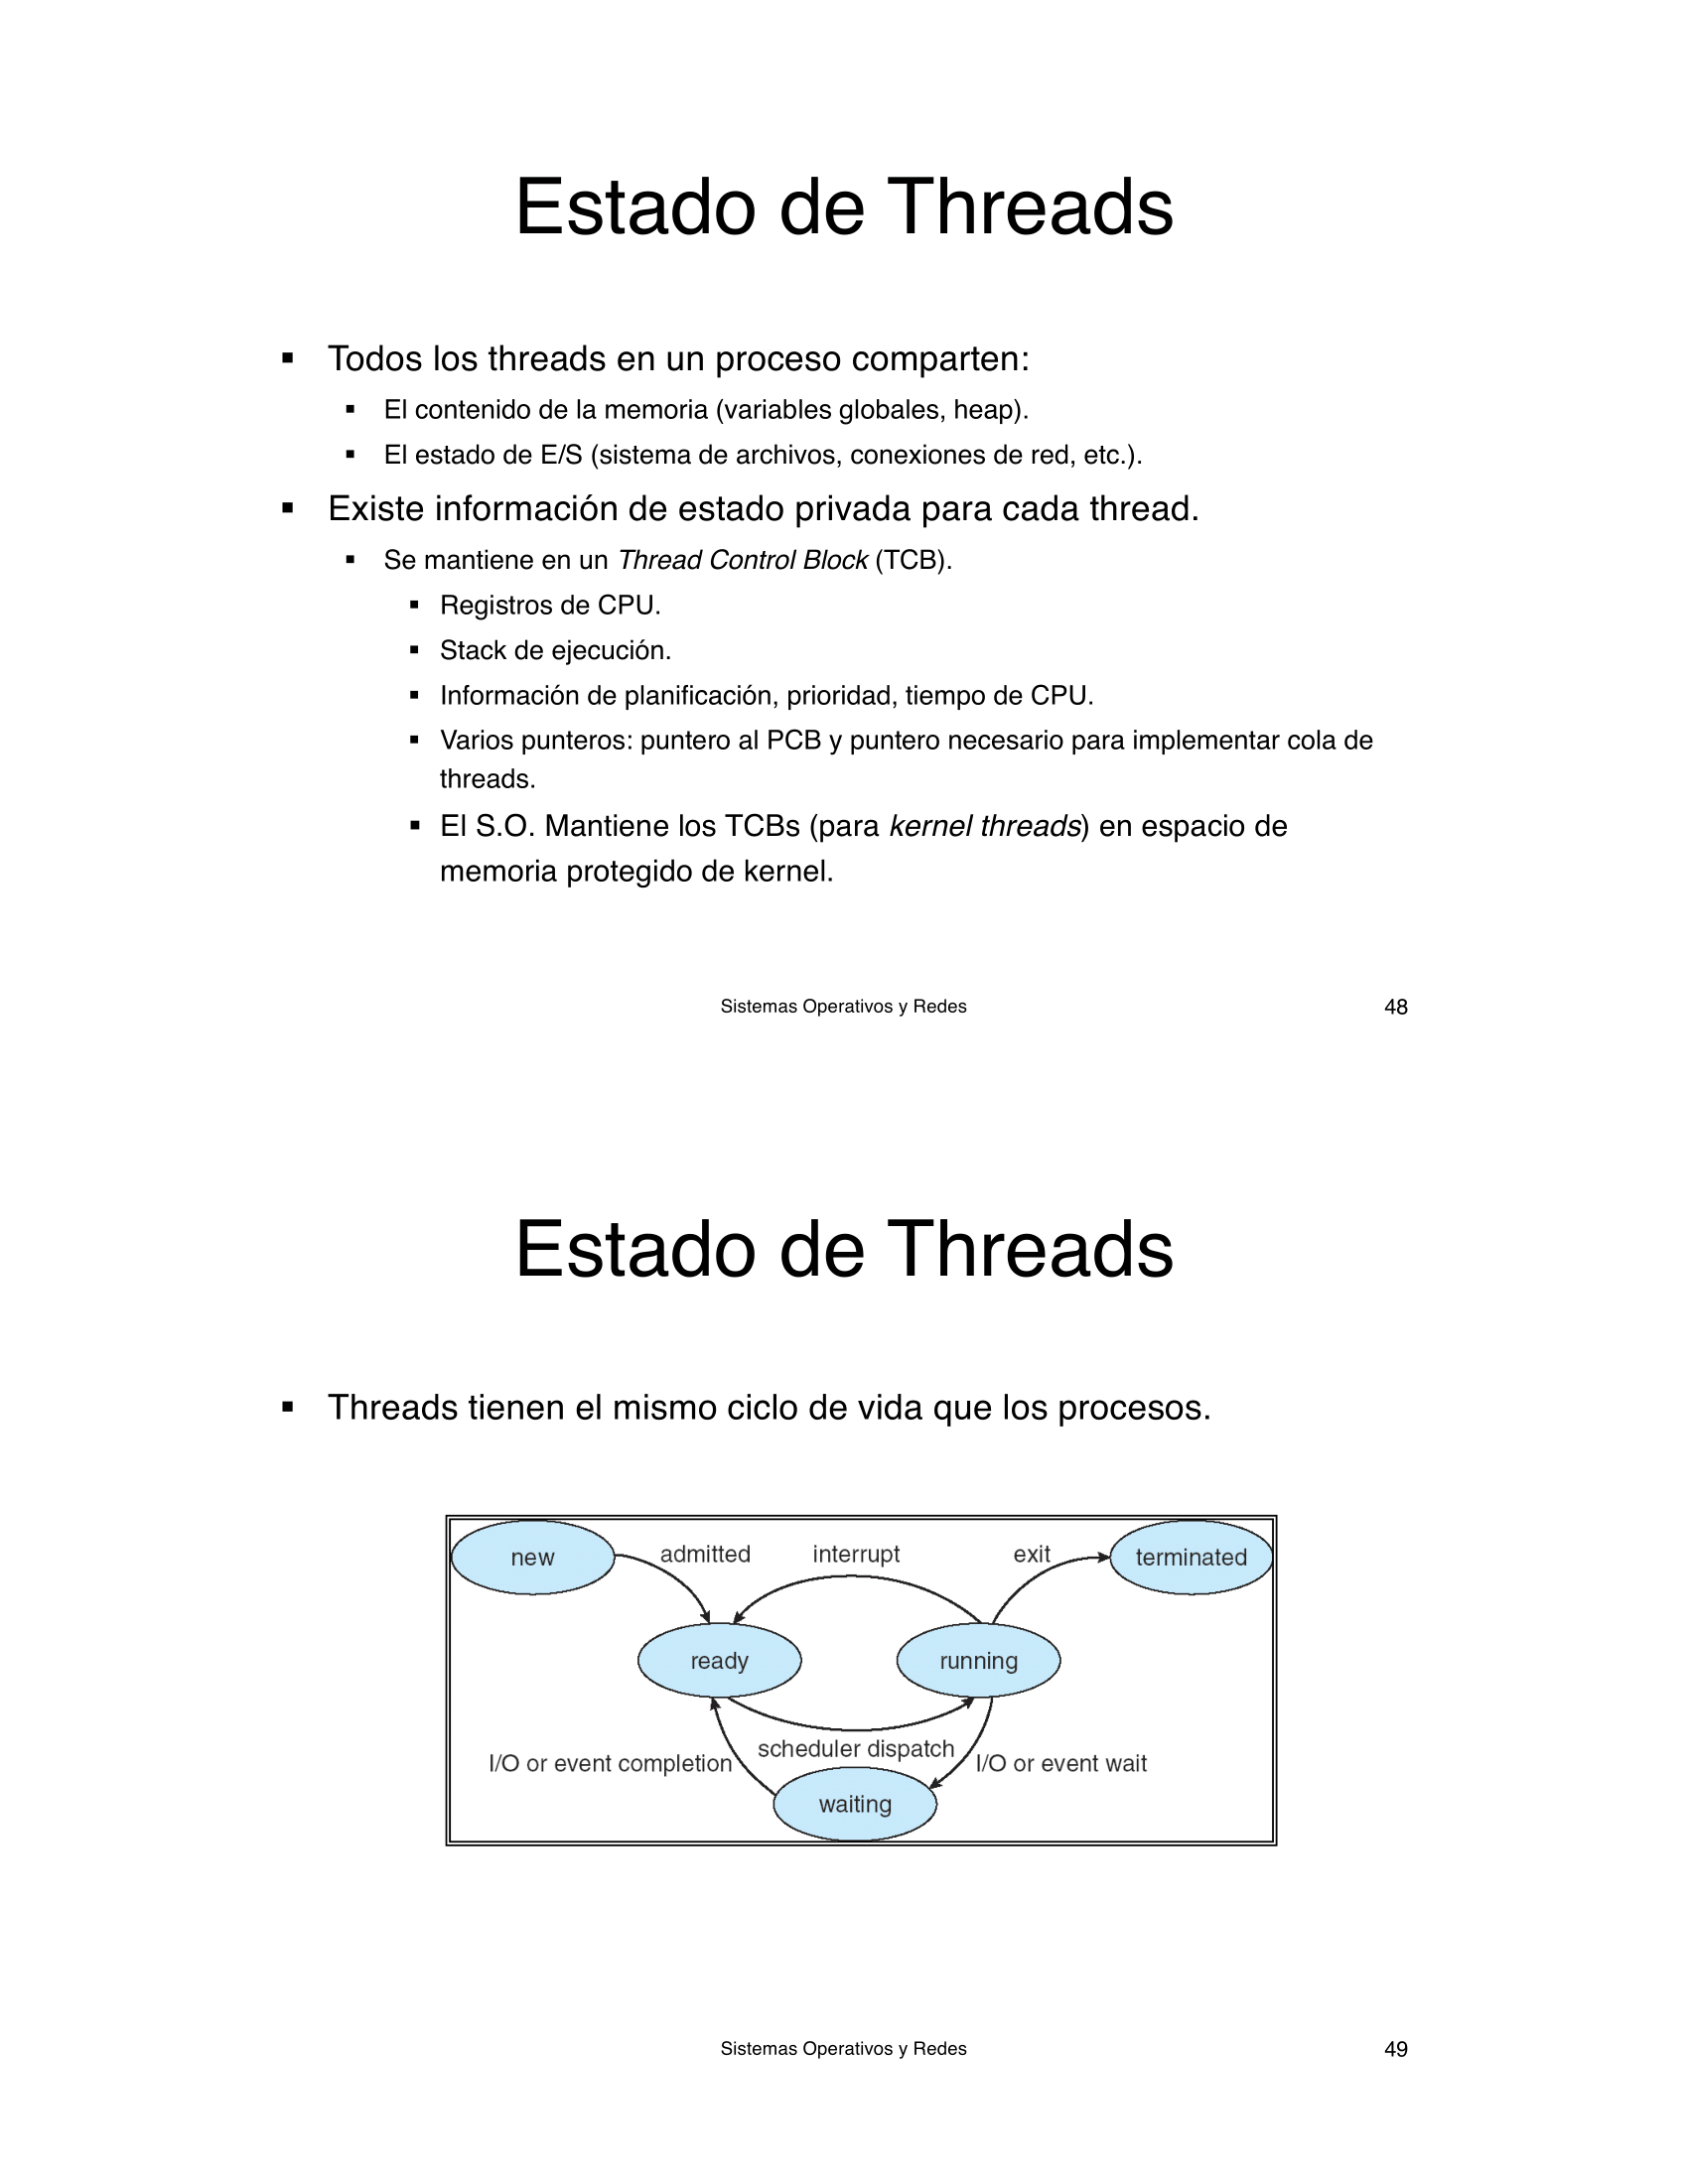 Estado de Threads
▪ Todos los threads en un proceso comparten:
▪ El contenido de la memoria (variables globales, heap).
▪ El estado de E/S (sistema de archivos, conexiones de red, etc.).
▪ Existe información de estado privada para cada thread.
▪ Se mantiene en un Thread Control Block (TCB).
▪ Registros de CPU.
▪ Stack de ejecución.
▪ Información de planificación, prioridad, tiempo de CPU.
▪ Varios punteros: puntero al PCB y puntero necesario para implementar cola de
threads.
▪ El S.O. Mantiene los TCBs (para kernel threads) en espacio de
memoria protegido de kernel.
Sistemas Operativos y Redes 48
Estado de Threads
▪ Threads tienen el mismo ciclo de vida que los procesos.
new admitted interrupt exit terminated
ready running
scheduler dispatch
I/O or event completion I/O or event wait
waiting
Sistemas Operativos y Redes 49